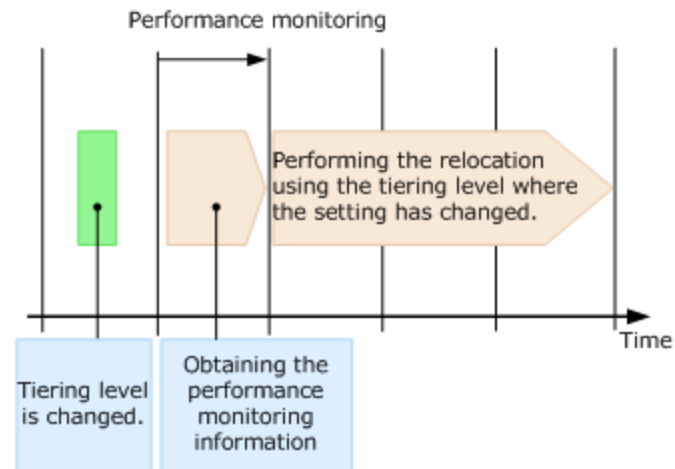 Performance monitoring
Performing the relocation
using the tiering level where
the setting has changed.
Time
Tiering level
is changed.
Obtaining the
performance
monitoring
information